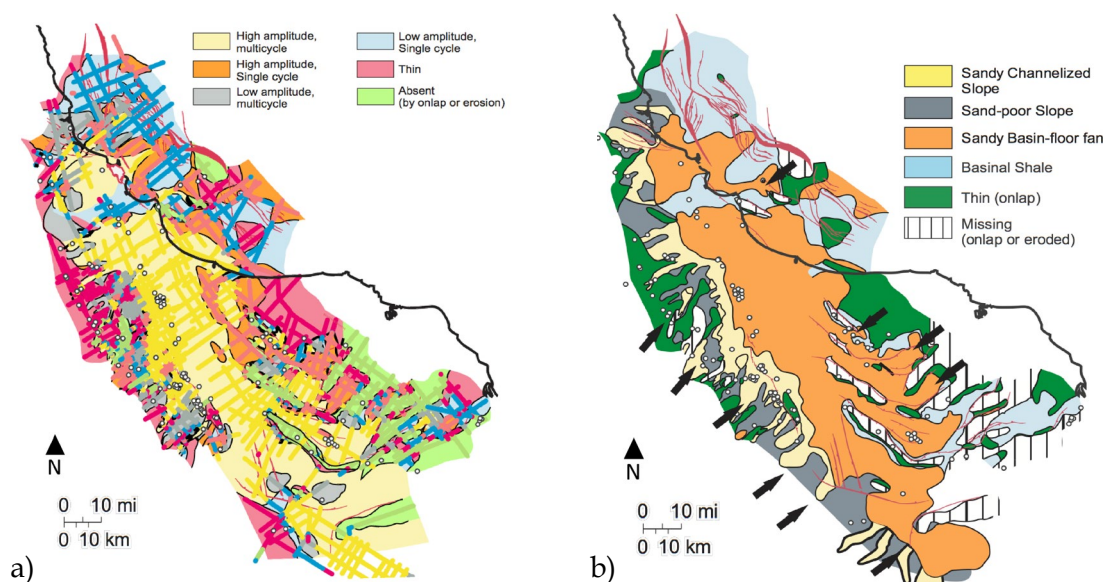 High amplitude,
multicycle
High amplitude,
Single cycle
Low amplitude,
multicycle
Low amplitude,
Single cycle
Thin
Absent
(by onlap or erosion)
N
0 10 mi
0 10 km
a)
Sandy Channelized
Slope
Sand-poor Slope
Sandy Basin-floor fan
Basinal Shale
Thin (onlap)
Missing
(onlap or eroded)
N
0 10 mi
0 10 km
b)